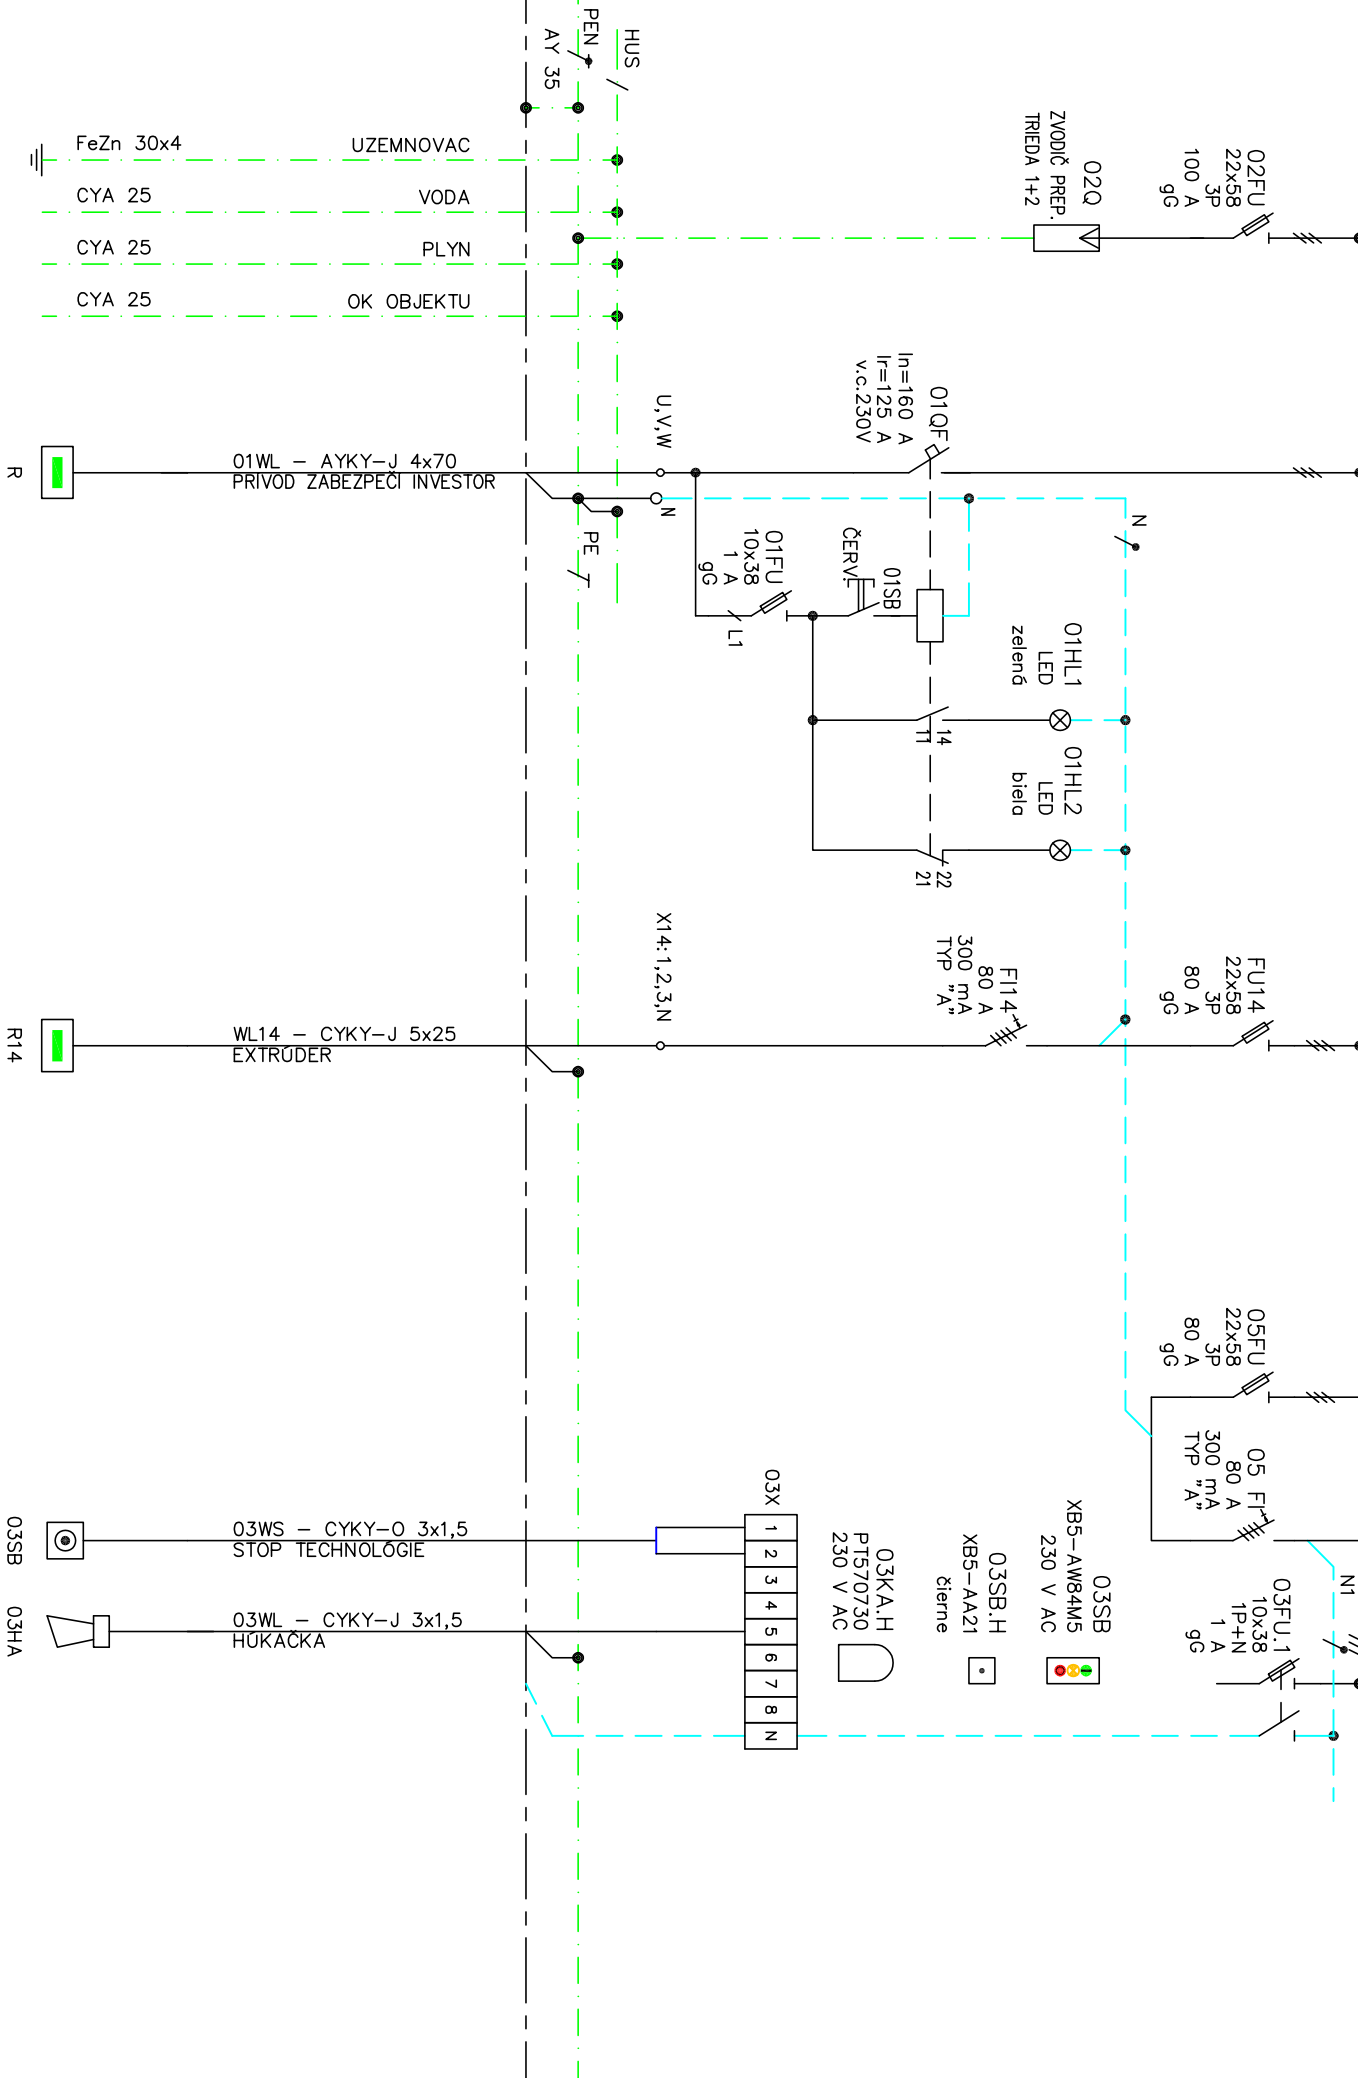 HUS
PEN
AY 35
FeZn 30x4
UZEMNOVAC
CYA 25
VODA
CYA 25
PLYN
CYA 25
OK OBJEKTU
02FU
22x58
3P
100 A
gG
02Q
ZVODIČ PREP.
TRIEDA 1+2
01QF
In=160 A
Ir=125 A
v.c.230V
U,V,W
N
PE
R
01WL – AYKY–J 4x70
PRÍVOD ZABEZPEČÍ INVESTOR
01FU
10x38
1 A
gG
L1
01SB
ČERV.
N
01HL1
LED
zelená
14
11
01HL2
LED
biela
22
21
FU14
22x58
3P
80 A
gG
FI14
80 A
300 mA
TYP "A"
X14:1,2,3,N
R14
WL14 – CYKY–J 5x25
EXTRÚDER
05FU
22x58
3P
80 A
gG
05 FI
80 A
300 mA
TYP "A"
N1
03FU.1
10x38
1P+N
1 A
gG
03SB
XB5–AW84M5
230 V AC
03SB.H
XB5–AA21
čierne
03KA.H
PT570730
230 V AC
03X
1
2
3
4
5
6
7
8
N
03SB
03WS – CYKY–O 3x1,5
STOP TECHNOLÓGIE
03HA
03WL – CYKY–J 3x1,5
HÚKAČKA